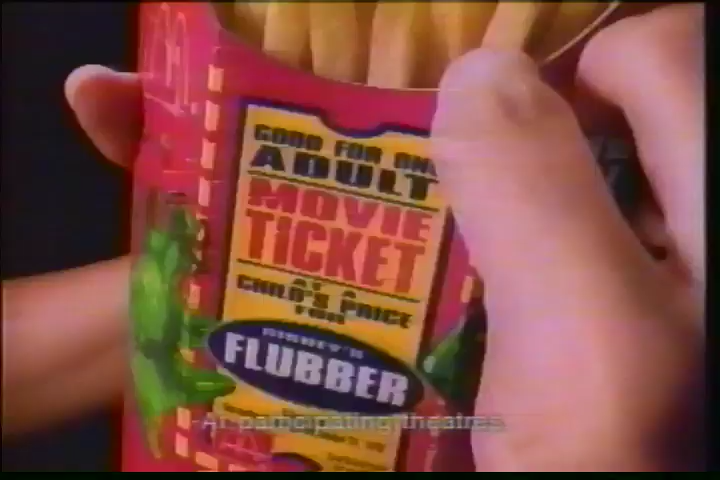 GOOD FOR ONE
ADULT
MOVIE
TICKET
AT A
CHILD'S PRICE
FOR
DISNEY'S
FLUBBER
At participating theatres.